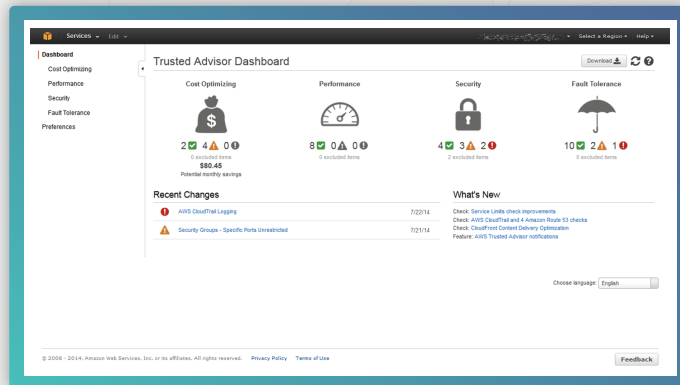 Services Edit Select a Region Help
Dashboard
Cost Optimizing
Performance
Security
Fault Tolerance
Preferences
Trusted Advisor Dashboard
Download
Cost Optimizing Performance Security Fault Tolerance
$
2 4 0 8 0 0 4 3 2 10 2 1
0 excluded items 0 excluded items 2 excluded items
$80.45
Potential monthly savings
Recent Changes
AWS CloudTrail Logging 7/22/14
Security Groups - Specific Ports Unrestricted 7/21/14
What's New
Check: Service Limits check improvements
Check: AWS CloudTrail and 4 Amazon Route 53 checks
Check: CloudFront Content Delivery Optimization
Feature: AWS Trusted Advisor notifications
Choose language: English
© 2008 - 2014, Amazon Web Services, Inc. or its affiliates. All rights reserved. Privacy Policy Terms of Use
Feedback